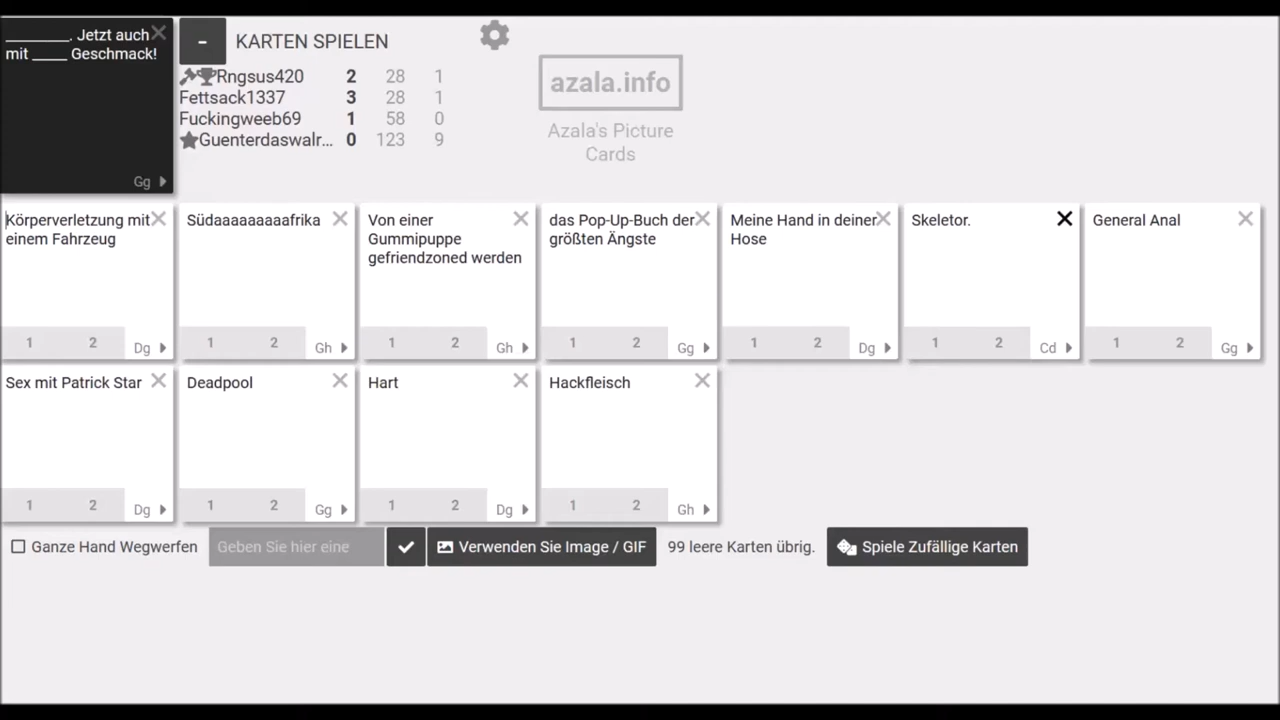 ________. Jetzt auch
mit _____ Geschmack!
Gg
-
KARTEN SPIELEN
Rngsus420 2 28 1
Fettsack1337 3 28 1
Fuckingweeb69 1 58 0
Guenterdaswalr... 0 123 9
azala.info
Azala's Picture
Cards
Körperverletzung mit
einem Fahrzeug
1 2 Dg
Südaaaaaaaaafrika
1 2 Gh
Von einer
Gummipuppe
gefriendzoned werden
1 2 Gh
das Pop-Up-Buch der
größten Ängste
1 2 Gg
Meine Hand in deiner
Hose
1 2 Dg
Skeletor.
1 2 Cd
General Anal
1 2 Gg
Sex mit Patrick Star
1 2 Dg
Deadpool
1 2 Gg
Hart
1 2 Dg
Hackfleisch
1 2 Gh
Ganze Hand Wegwerfen
Geben Sie hier eine
Verwenden Sie Image / GIF
99 leere Karten übrig.
Spiele Zufällige Karten